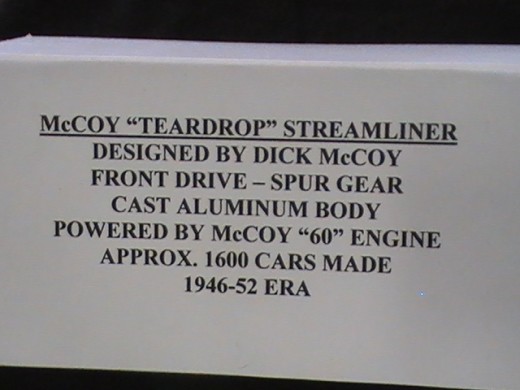 McCOY “TEARDROP” STREAMLINER
DESIGNED BY DICK McCOY
FRONT DRIVE – SPUR GEAR
CAST ALUMINUM BODY
POWERED BY McCOY “60” ENGINE
APPROX. 1600 CARS MADE
1946-52 ERA